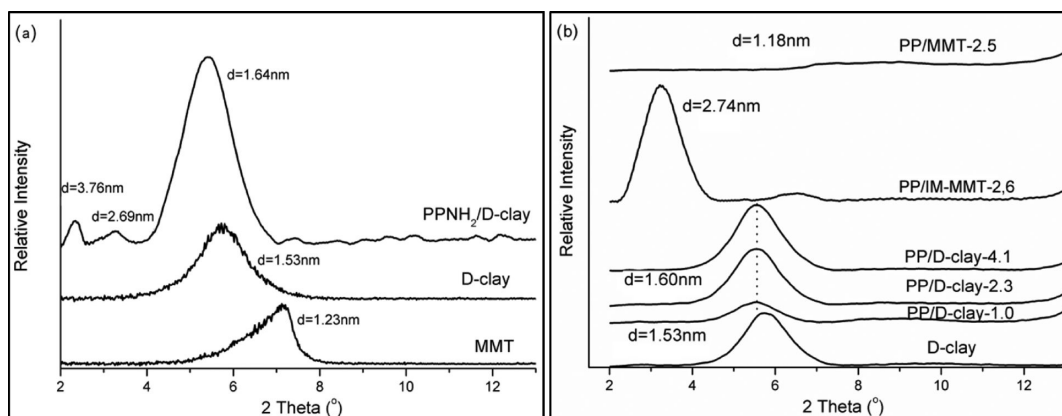 (a)
Relative Intensity
d=3.76nm
d=2.69nm
d=1.64nm
PPNH₂/D-clay
d=1.53nm
D-clay
d=1.23nm
MMT
2 4 6 8 10 12
2 Theta (°)
(b)
Relative Intensity
d=1.18nm
PP/MMT-2.5
d=2.74nm
PP/IM-MMT-2,6
PP/D-clay-4.1
d=1.60nm
PP/D-clay-2.3
PP/D-clay-1.0
d=1.53nm
D-clay
2 4 6 8 10 12
2 Theta (°)